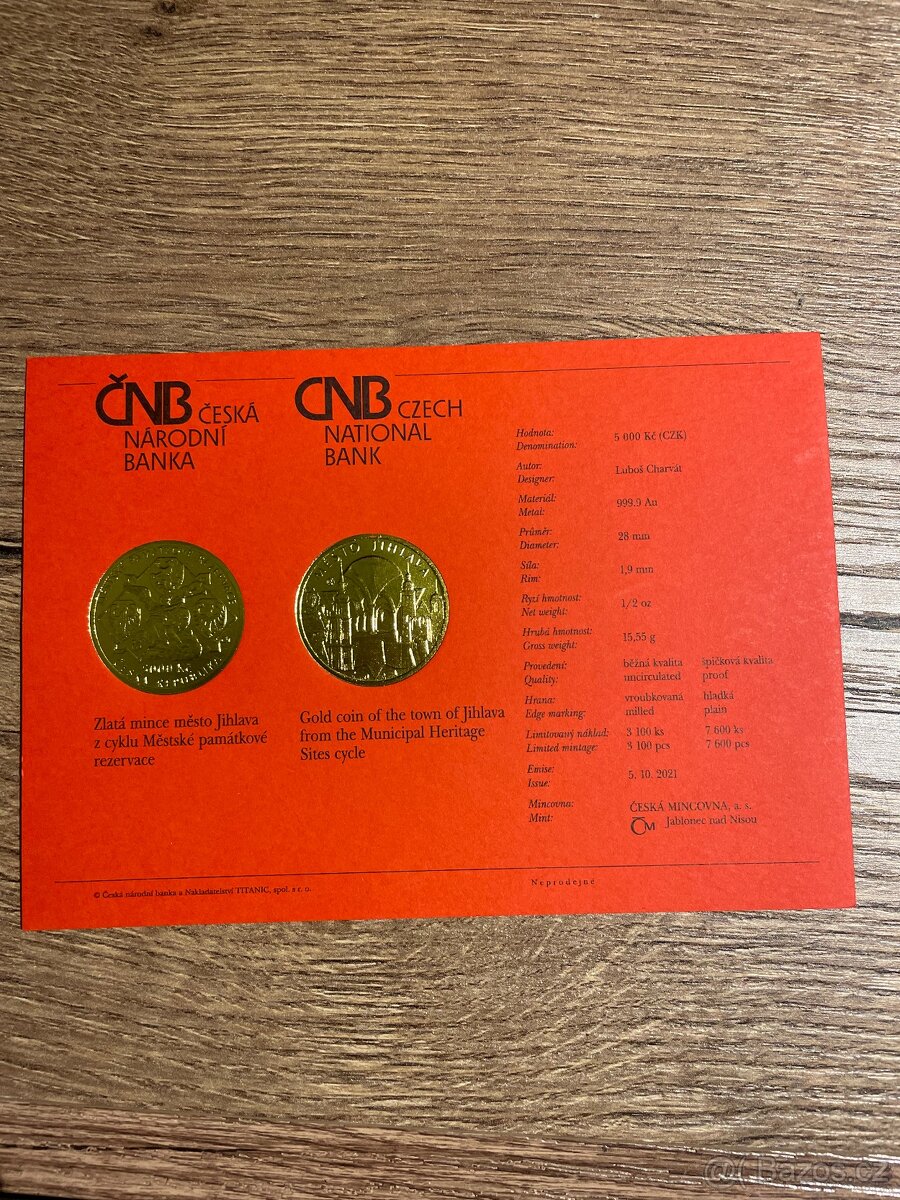 ČNB ČESKÁ
NÁRODNÍ
BANKA
CNB CZECH
NATIONAL
BANK
MĚSTO JIHLAVA
5000 Kč
Zlatá mince město Jihlava
z cyklu Městské památkové
rezervace
Gold coin of the town of Jihlava
from the Municipal Heritage
Sites cycle
Hodnota:
Denomination:
5 000 Kč (CZK)
Autor:
Designer:
Luboš Charvát
Materiál:
Metal:
999.9 Au
Průměr:
Diameter:
28 mm
Síla:
Rim:
1,9 mm
Ryzí hmotnost:
Net weight:
1/2 oz
Hrubá hmotnost:
Gross weight:
15,55 g
Provedení: běžná kvalita špičková kvalita
Quality: uncirculated proof
Hrana: vroubkovaná hladká
Edge marking: milled plain
Limitovaný náklad: 3 100 ks 7 600 ks
Limited mintage: 3 100 pcs 7 600 pcs
Emise:
Issue:
5. 10. 2021
Mincovna: ČESKÁ MINCOVNA, a. s.
Mint: ČM Jablonec nad Nisou
© Česká národní banka a Nakladatelství TITANIC, spol. s r. o.
Neprodejné
Bazos.cz